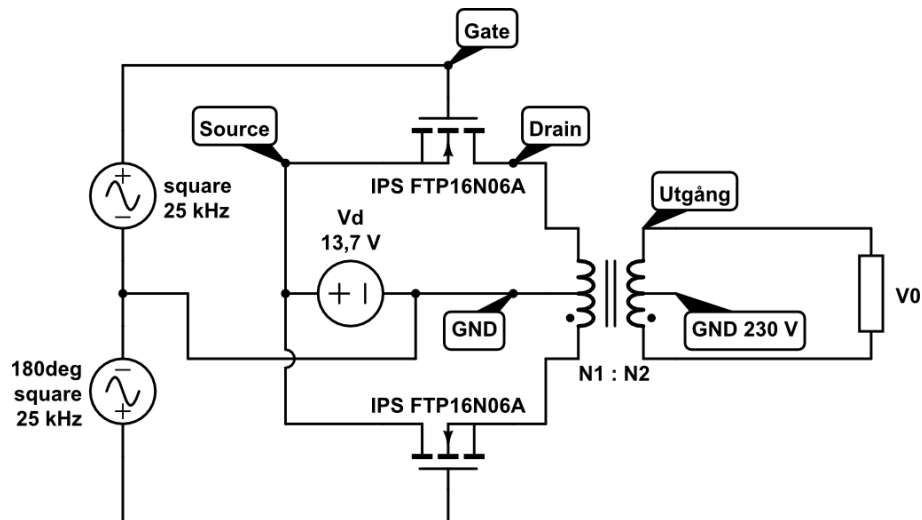 Gate
Source
Drain
IPS FTP16N06A
Utgång
square
25 kHz
Vd
13,7 V
V0
GND
GND 230 V
180deg
square
25 kHz
N1 : N2
IPS FTP16N06A